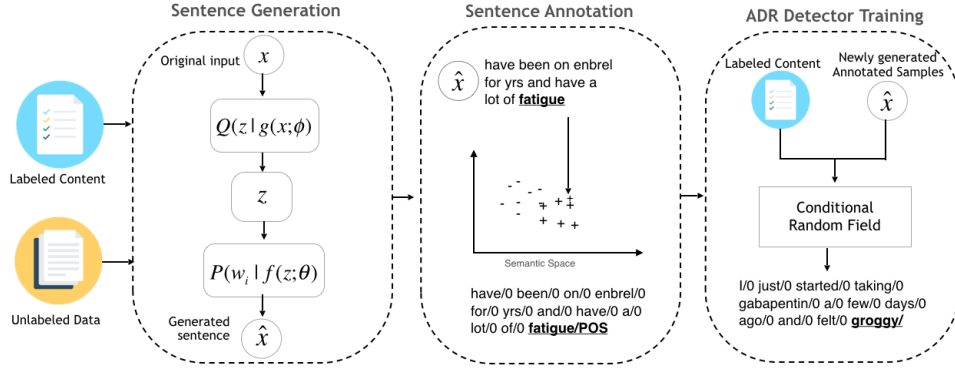 Sentence Generation
Labeled Content
Unlabeled Data
Original input
x
Q(z | g(x;ϕ)
z
P(w_i | f(z;θ)
Generated
sentence
x̂
Sentence Annotation
x̂
have been on enbrel
for yrs and have a
lot of fatigue
Semantic Space
have/0 been/0 on/0 enbrel/0
for/0 yrs/0 and/0 have/0 a/0
lot/0 of/0 fatigue/POS
ADR Detector Training
Labeled Content
Newly generated
Annotated Samples
x̂
Conditional
Random Field
I/0 just/0 started/0 taking/0
gabapentin/0 a/0 few/0 days/0
ago/0 and/0 felt/0 groggy/